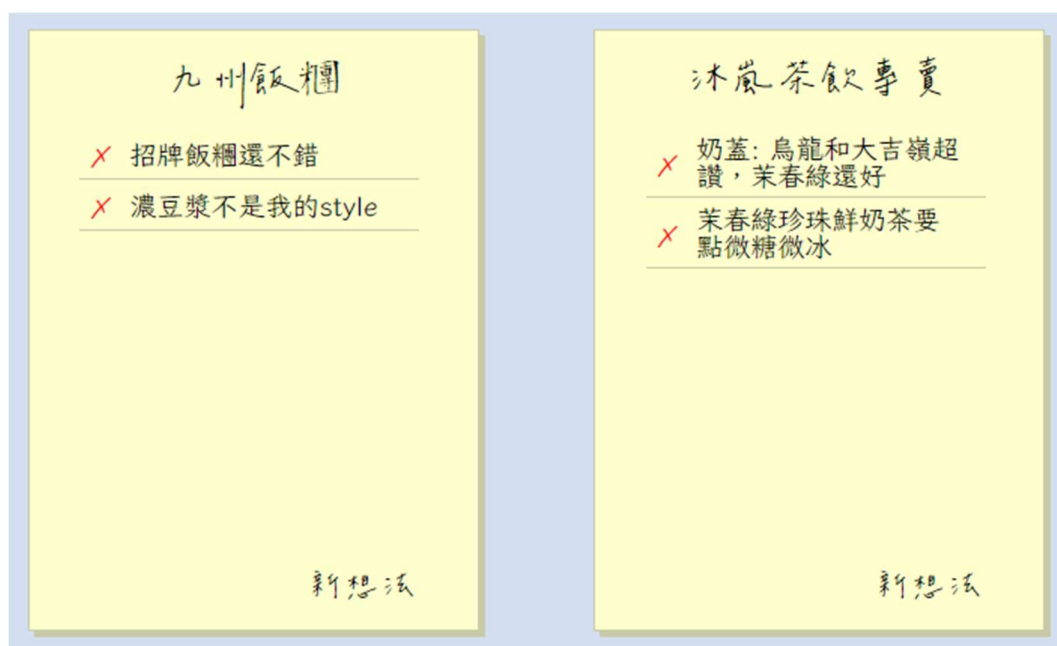 九州飯糰
✗ 招牌飯糰還不錯
✗ 濃豆漿不是我的style
新想法
沐嵐茶飲專賣
✗ 奶蓋: 烏龍和大吉嶺超
讚，茉春綠還好
✗ 茉春綠珍珠鮮奶茶要
點微糖微冰
新想法